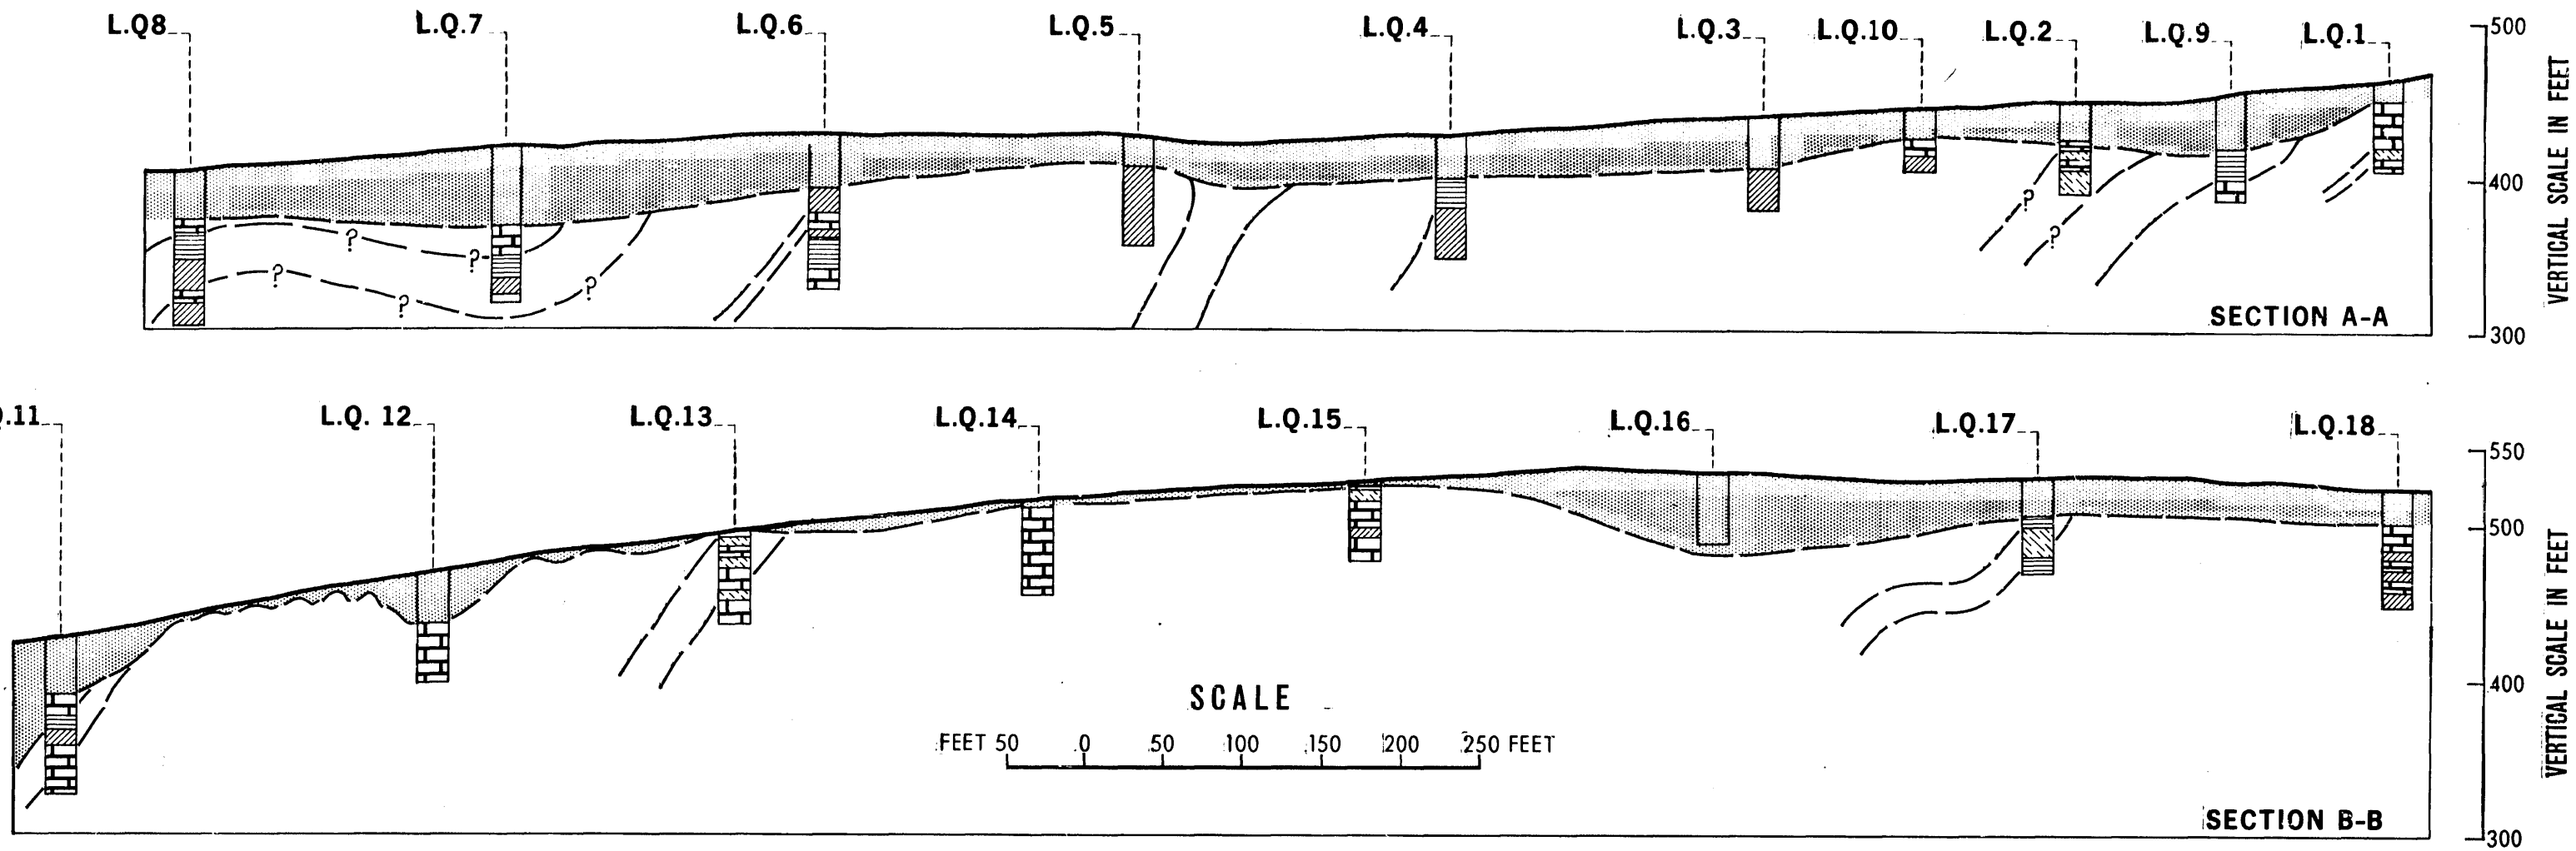 L.Q8 L.Q.7 L.Q.6 L.Q.5 L.Q.4 L.Q.3 L.Q.10 L.Q.2 L.Q.9 L.Q.1
500
400
300
VERTICAL SCALE IN FEET
? ? ? ? ? ? ?
SECTION A-A
.11 L.Q. 12 L.Q.13 L.Q.14 L.Q.15 L.Q.16 L.Q.17 L.Q.18
550
500
400
300
VERTICAL SCALE IN FEET
SCALE
FEET 50 0 50 100 150 200 250 FEET
SECTION B-B